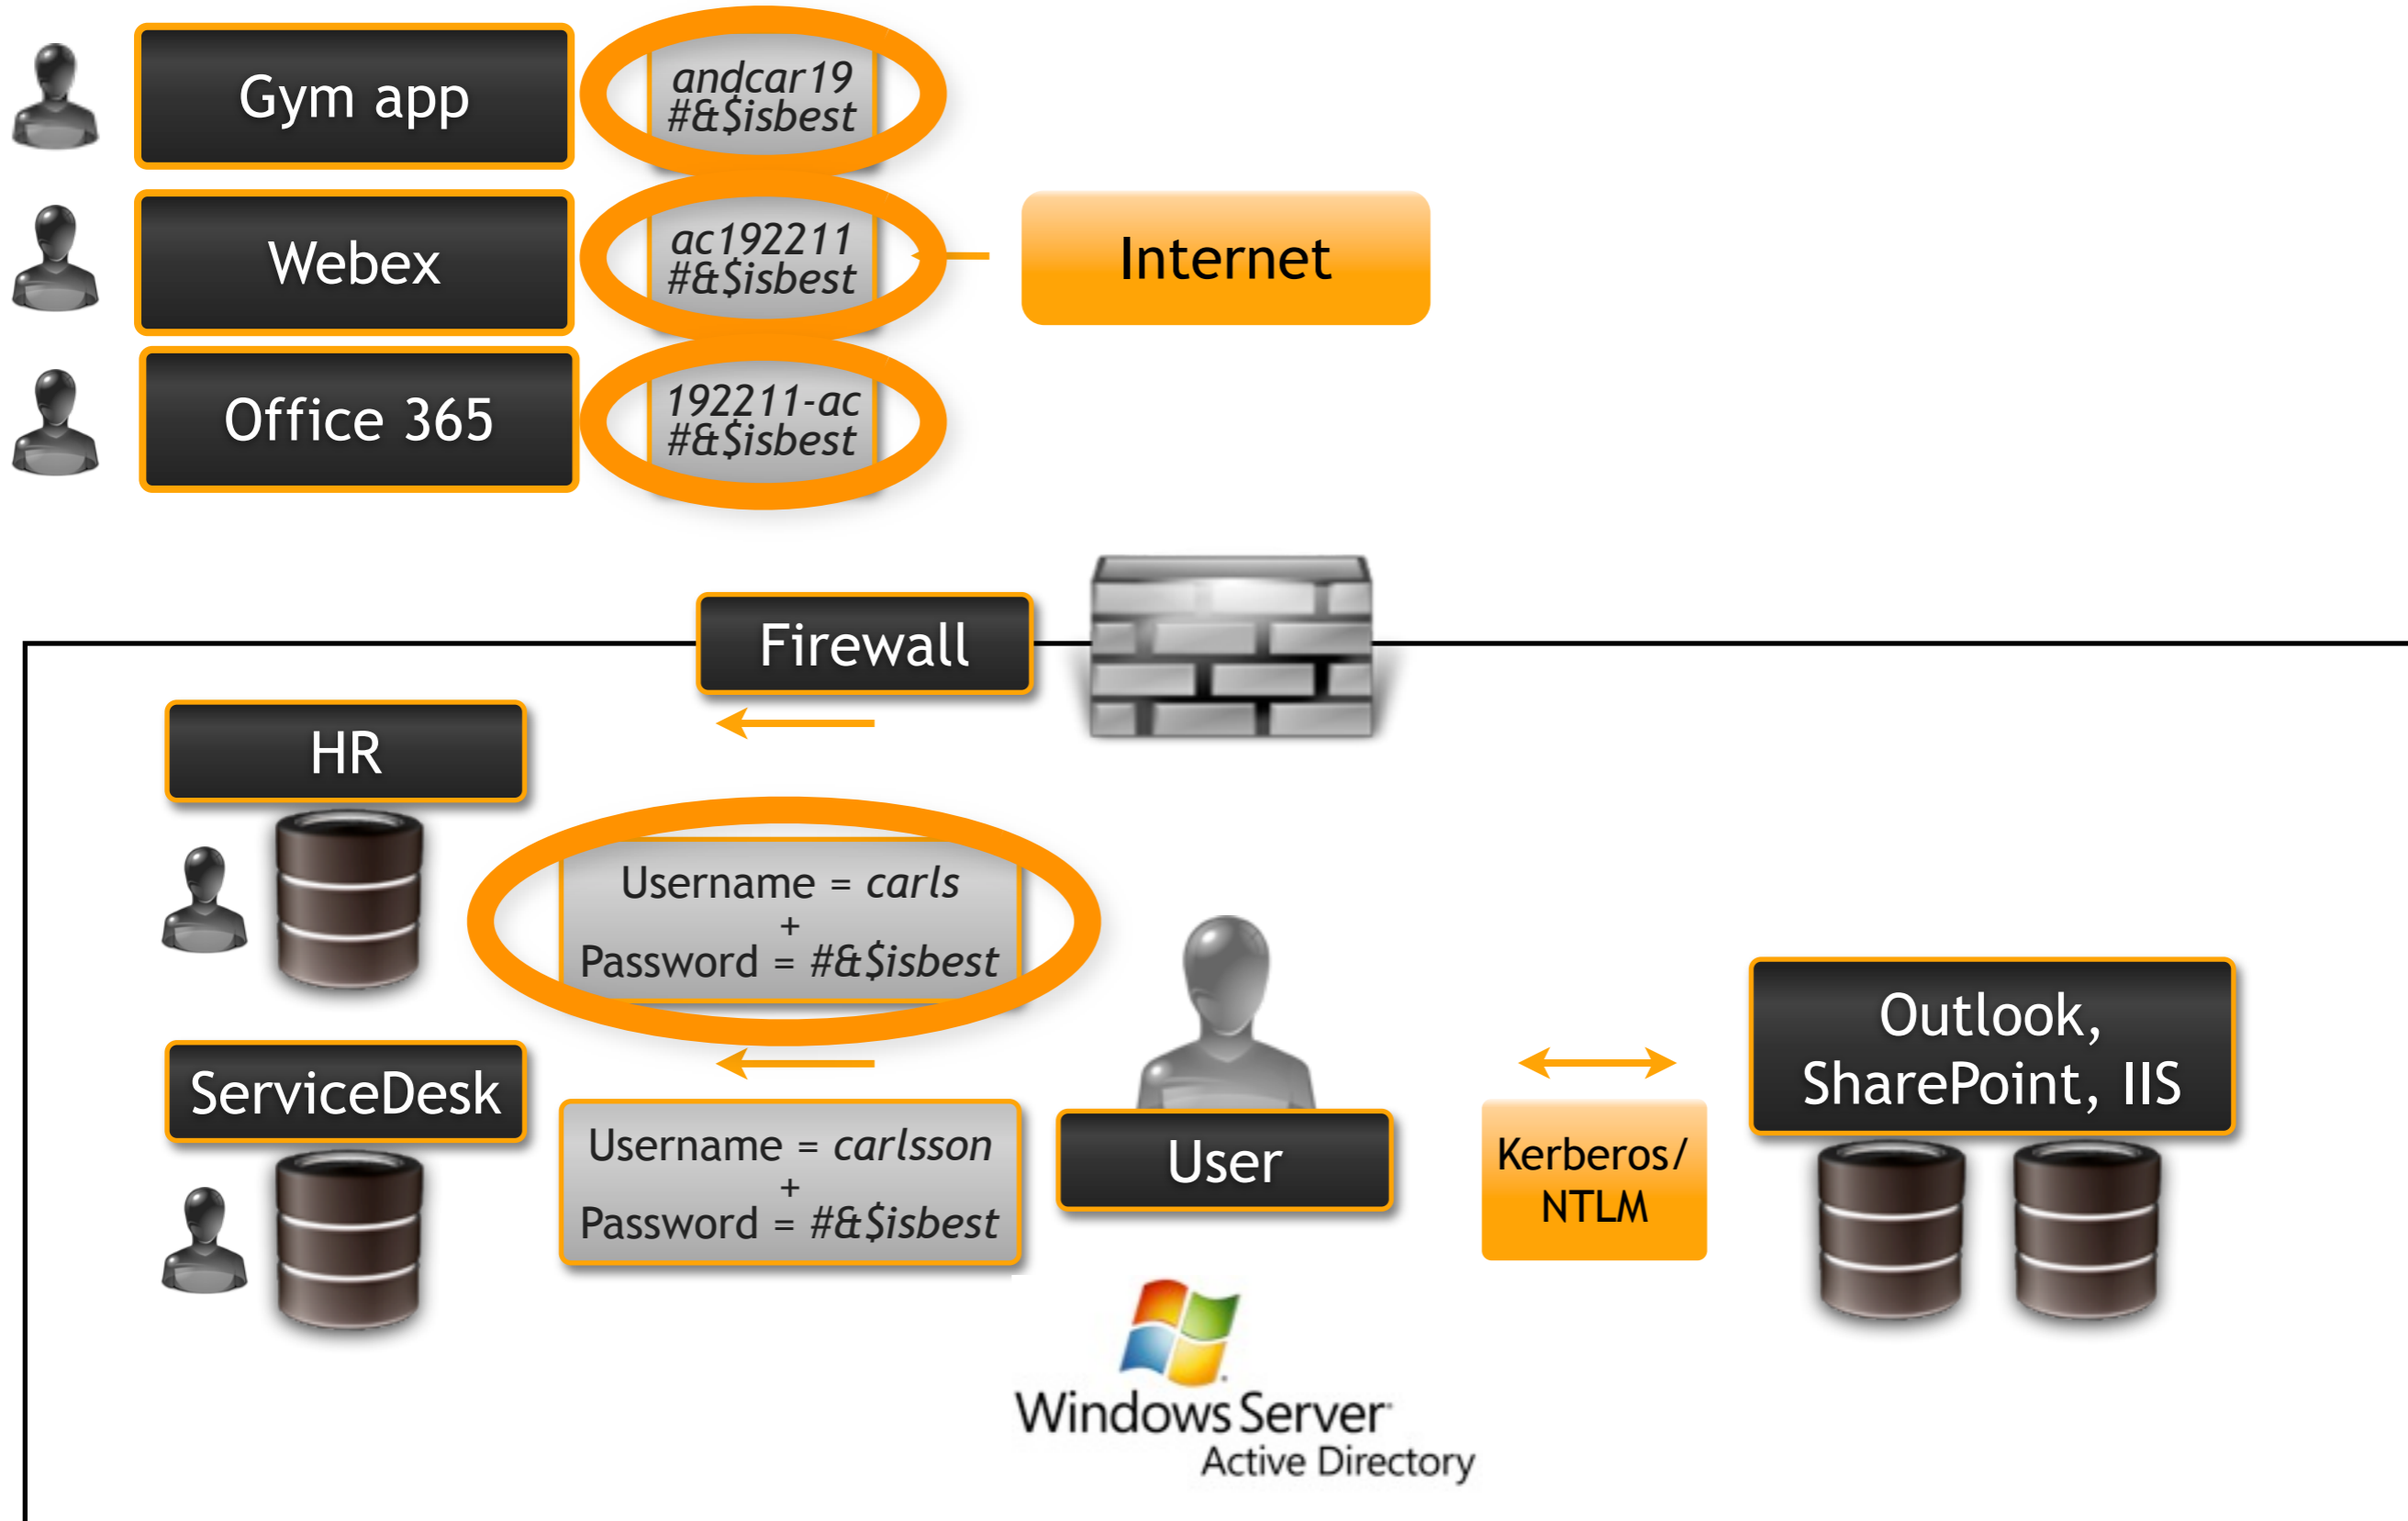 Gym app
andcar19
#&$isbest
Webex
ac192211
#&$isbest
Internet
Office 365
192211-ac
#&$isbest
Firewall
HR
Username = carls
+
Password = #&$isbest
ServiceDesk
Username = carlsson
+
Password = #&$isbest
User
Kerberos/
NTLM
Outlook,
SharePoint, IIS
Windows Server
Active Directory